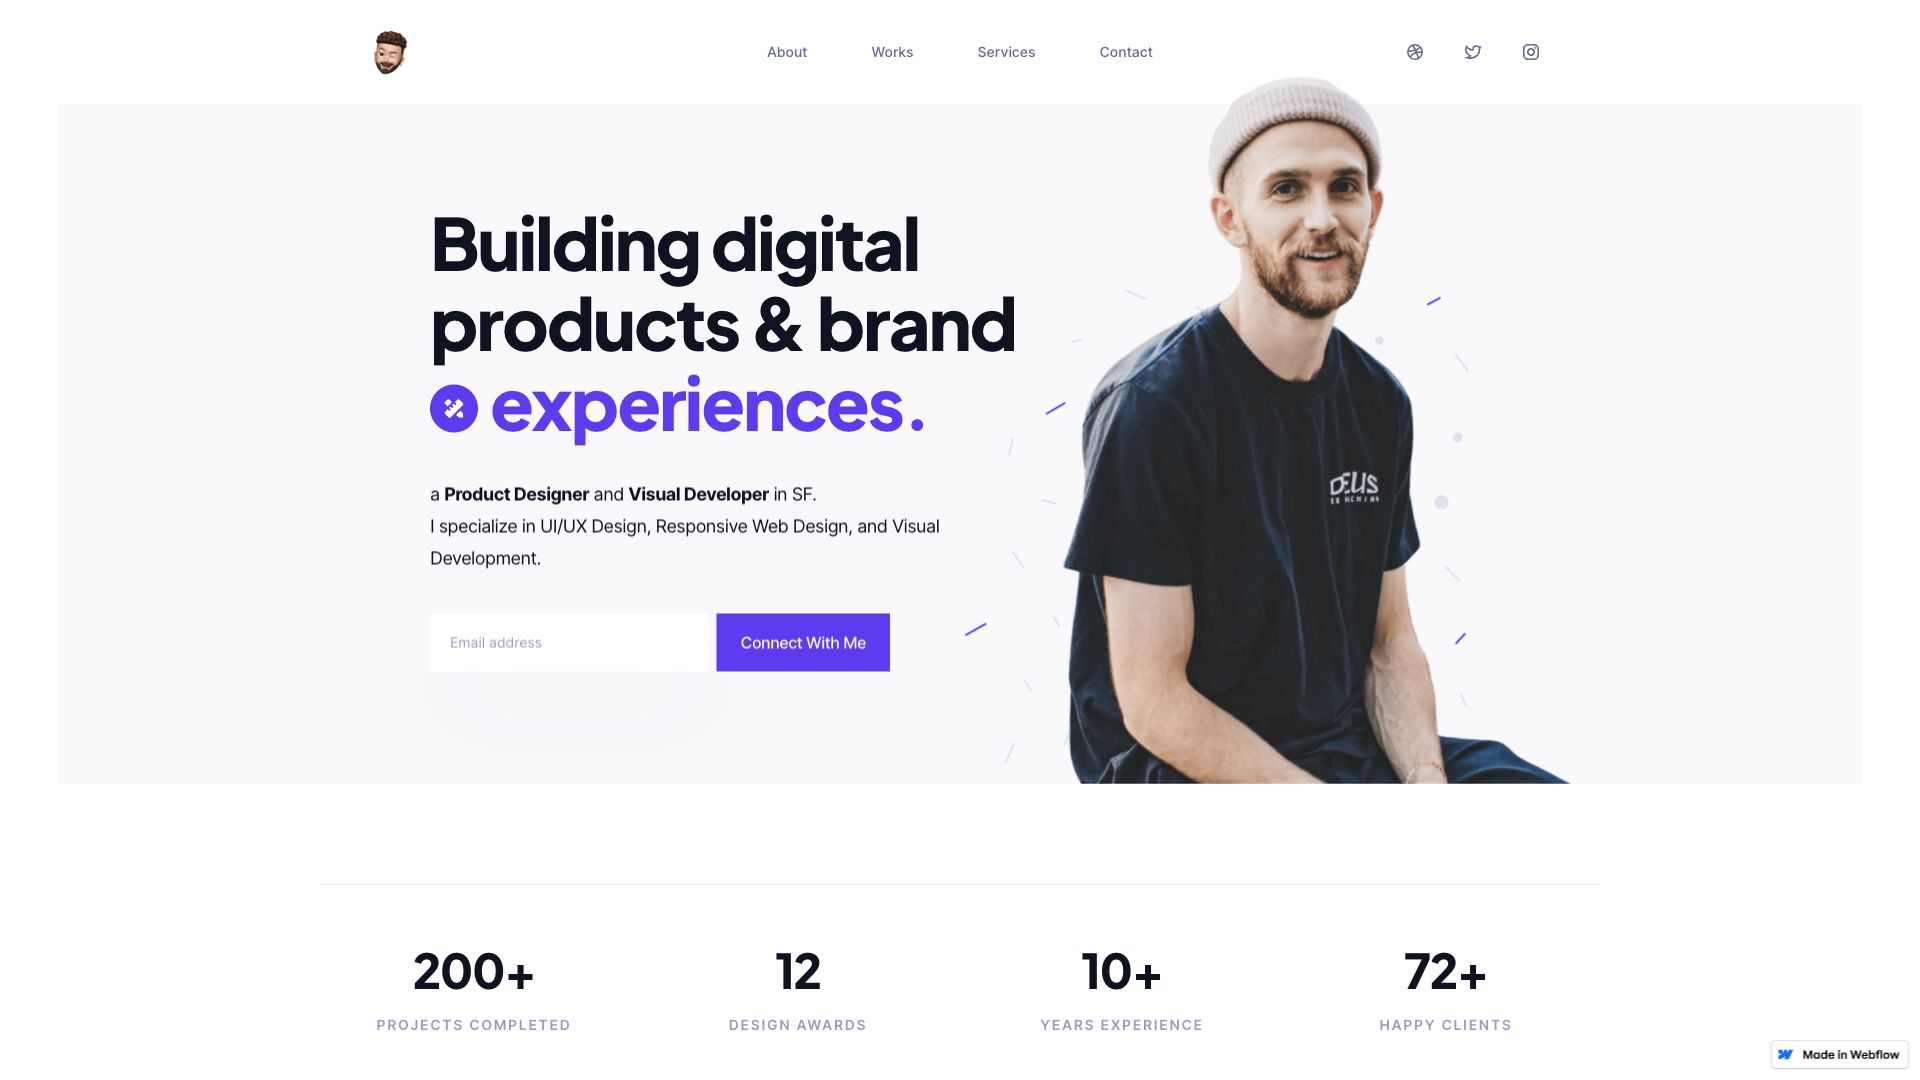 About
Works
Services
Contact
Building digital
products & brand
experiences.
a Product Designer and Visual Developer in SF.
I specialize in UI/UX Design, Responsive Web Design, and Visual
Development.
Email address
Connect With Me
DEUS
200+
PROJECTS COMPLETED
12
DESIGN AWARDS
10+
YEARS EXPERIENCE
72+
HAPPY CLIENTS
Made in Webflow